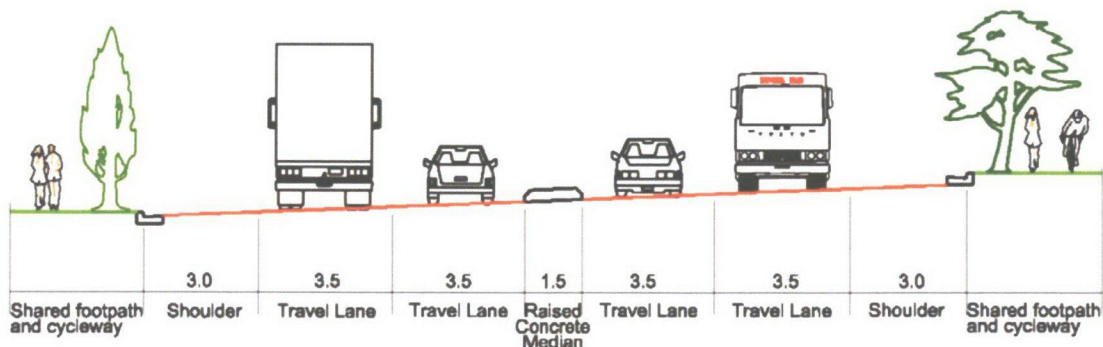 3.0 3.5 3.5 1.5 3.5 3.5 3.0
Shared footpath
and cycleway
Shoulder
Travel Lane
Travel Lane
Raised
Concrete
Median
Travel Lane
Travel Lane
Shoulder
Shared footpath
and cycleway